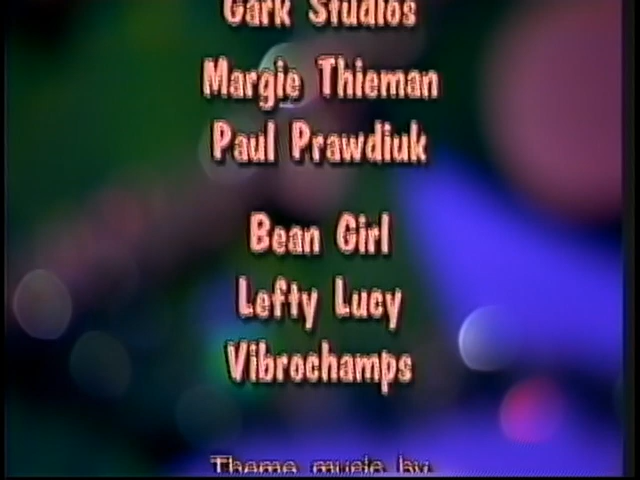 Gark Studios
Margie Thieman
Paul Prawdiuk
Bean Girl
Lefty Lucy
Vibrochamps
Theme music by